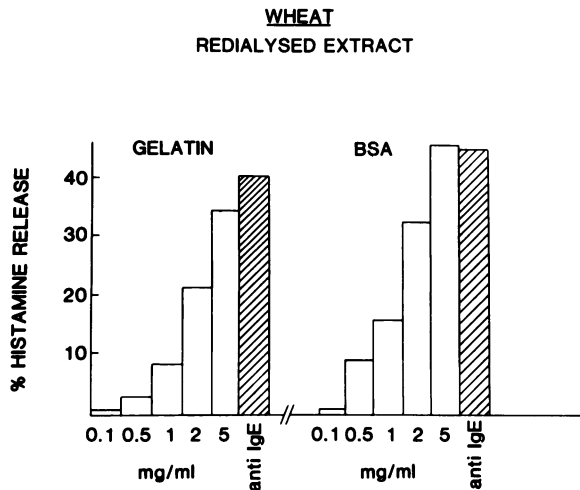 WHEAT
REDIALYSED EXTRACT
GELATIN
BSA
% HISTAMINE RELEASE
40
30
20
10
0.1 0.5 1 2 5 anti IgE
0.1 0.5 1 2 5 anti IgE
mg/ml
mg/ml